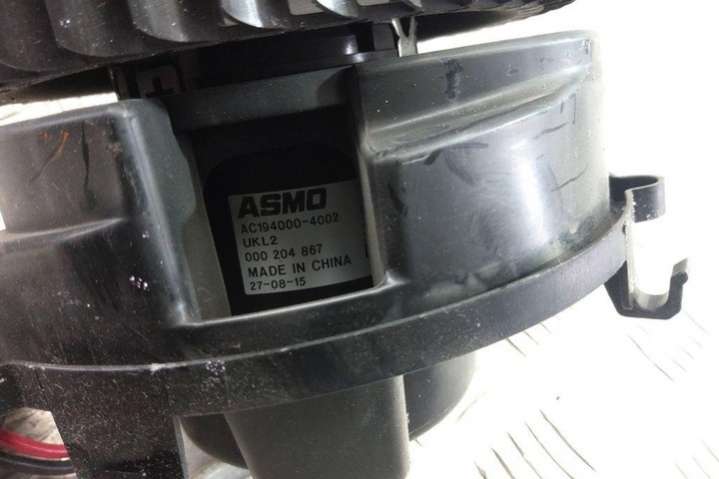 ASMO
AC194000-4002
UKL2
000 204 867
MADE IN CHINA
27-08-15